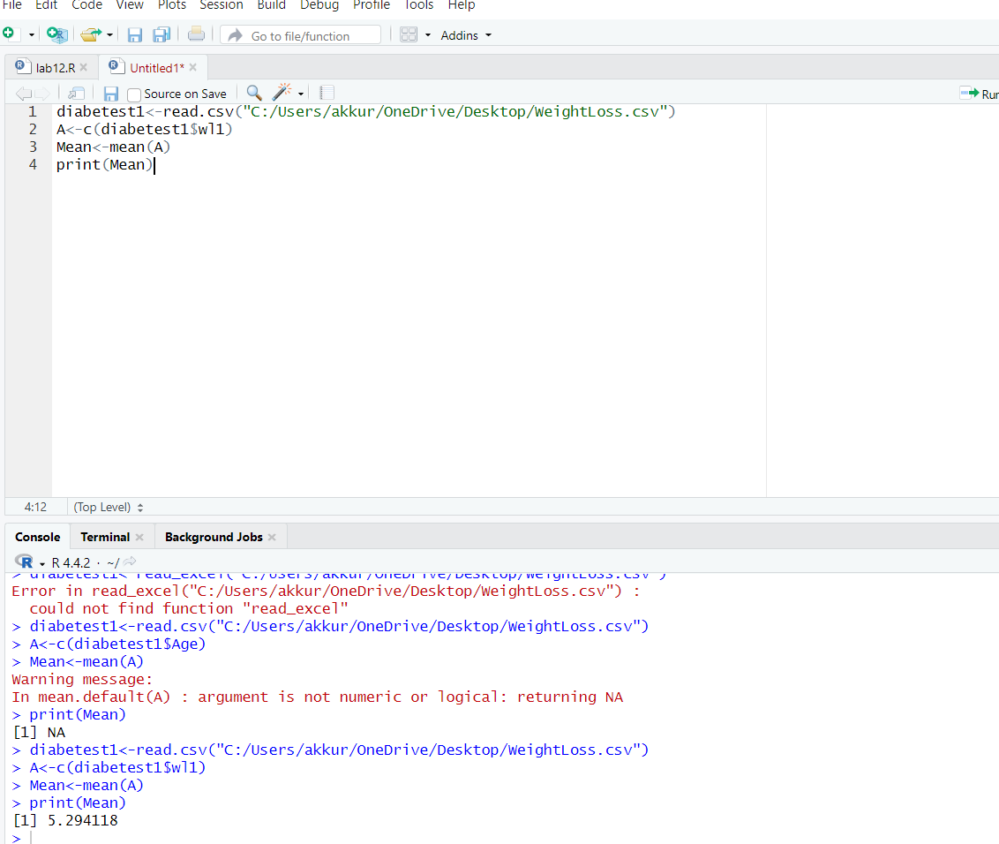 File Edit Code View Plots Session Build Debug Profile Tools Help
Go to file/function Addins
lab12.R Untitled1*
Source on Save Run
1 diabetest1<-read.csv("C:/Users/akkur/OneDrive/Desktop/WeightLoss.csv")
2 A<-c(diabetest1$wl1)
3 Mean<-mean(A)
4 print(Mean)
4:12 (Top Level)
Console Terminal Background Jobs
R 4.4.2 · ~/
> diabetest1<-read_excel("C:/Users/akkur/OneDrive/Desktop/WeightLoss.csv")
Error in read_excel("C:/Users/akkur/OneDrive/Desktop/WeightLoss.csv") :
could not find function "read_excel"
> diabetest1<-read.csv("C:/Users/akkur/OneDrive/Desktop/WeightLoss.csv")
> A<-c(diabetest1$Age)
> Mean<-mean(A)
Warning message:
In mean.default(A) : argument is not numeric or logical: returning NA
> print(Mean)
[1] NA
> diabetest1<-read.csv("C:/Users/akkur/OneDrive/Desktop/WeightLoss.csv")
> A<-c(diabetest1$wl1)
> Mean<-mean(A)
> print(Mean)
[1] 5.294118
>